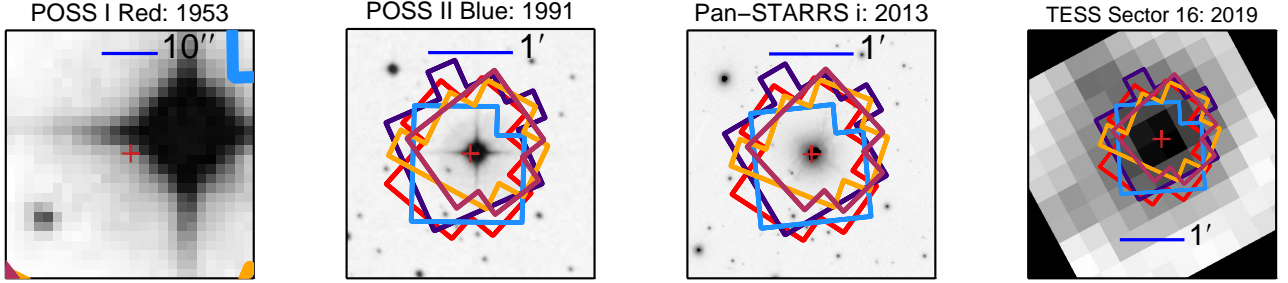 POSS I Red: 1953
POSS II Blue: 1991
Pan−STARRS i: 2013
TESS Sector 16: 2019
10′′
1′
1′
1′